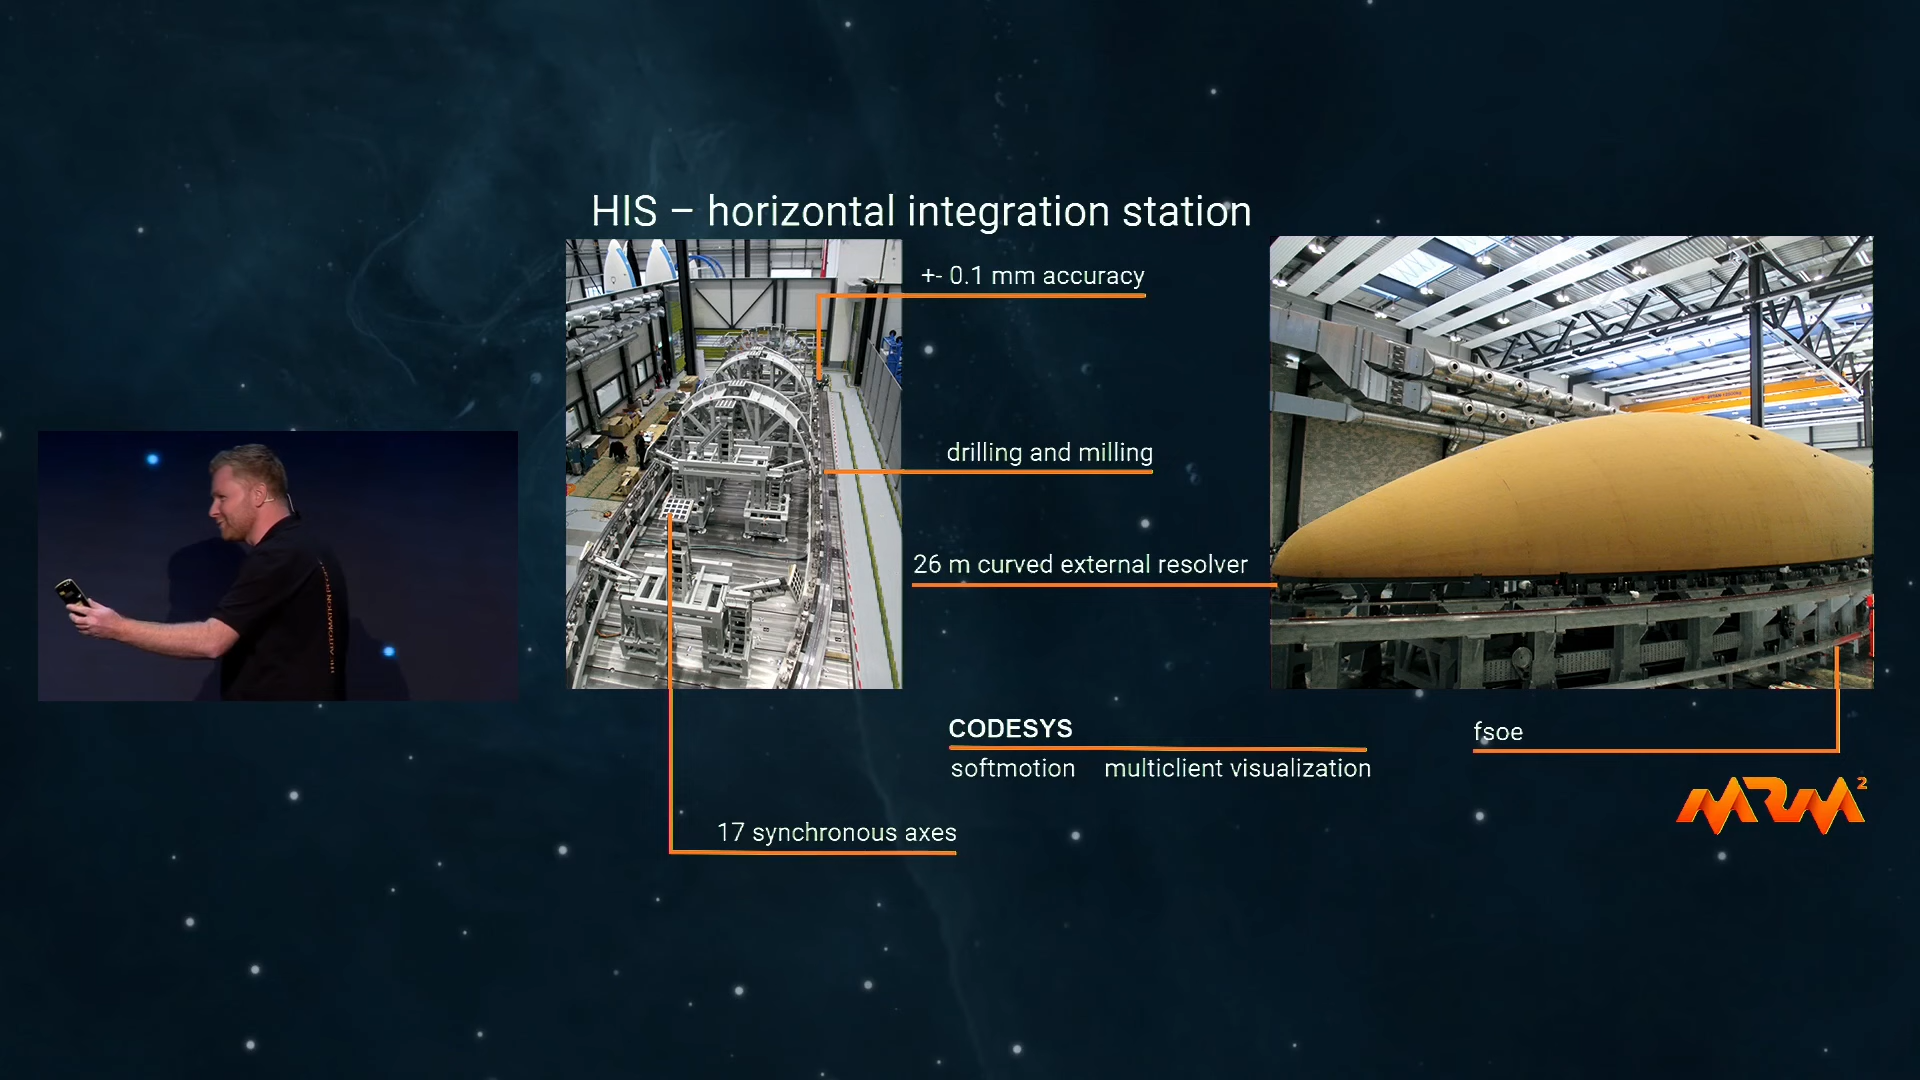 HIS – horizontal integration station
+- 0.1 mm accuracy
drilling and milling
26 m curved external resolver
CODESYS
softmotion multiclient visualization
fsoe
17 synchronous axes
MRM²